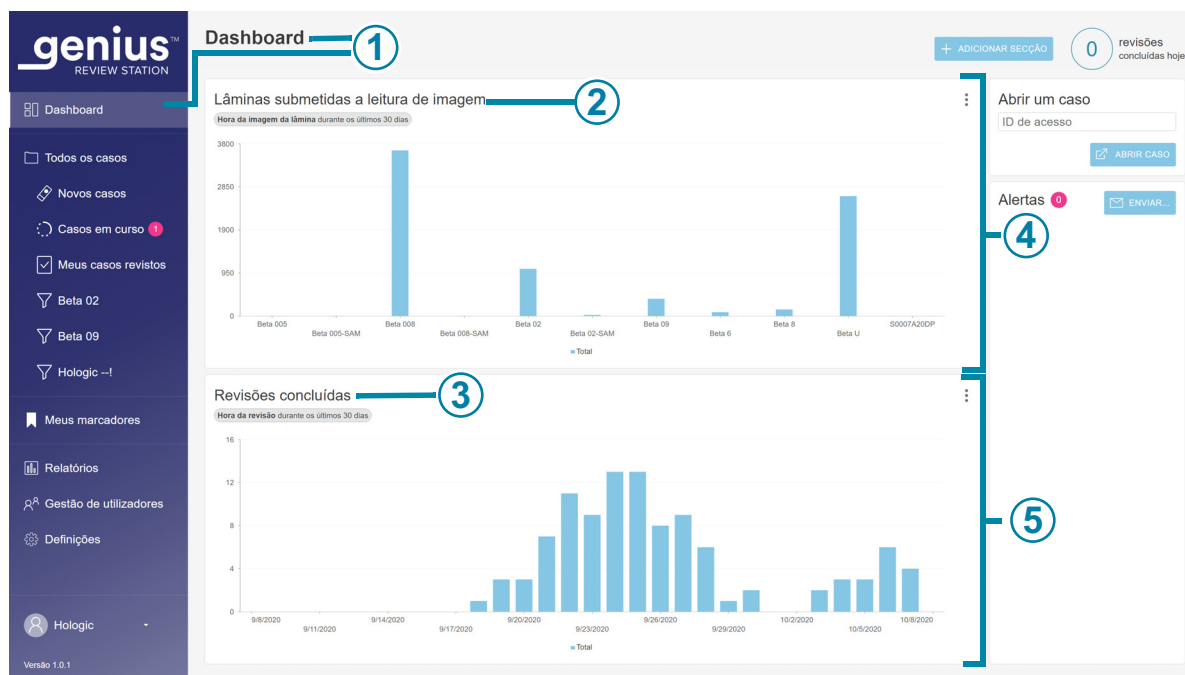 genius™
REVIEW STATION
Dashboard
Todos os casos
Novos casos
Casos em curso 1
Meus casos revistos
Beta 02
Beta 09
Hologic --!
Meus marcadores
Relatórios
Gestão de utilizadores
Definições
Hologic
Versão 1.0.1
Dashboard
1
+ ADICIONAR SECÇÃO
0
revisões
concluídas hoje
Lâminas submetidas a leitura de imagem
2
Hora da imagem da lâmina durante os últimos 30 dias
3800
2850
1900
950
0
Beta 005
Beta 005-SAM
Beta 008
Beta 008-SAM
Beta 02
Beta 02-SAM
Beta 09
Beta 6
Beta 8
Beta U
S0007A20DP
Total
Abrir um caso
ID de acesso
ABRIR CASO
Alertas 0
ENVIAR...
4
Revisões concluídas
3
Hora da revisão durante os últimos 30 dias
16
12
8
4
0
9/8/2020
9/11/2020
9/14/2020
9/17/2020
9/20/2020
9/23/2020
9/26/2020
9/29/2020
10/2/2020
10/5/2020
10/8/2020
Total
5